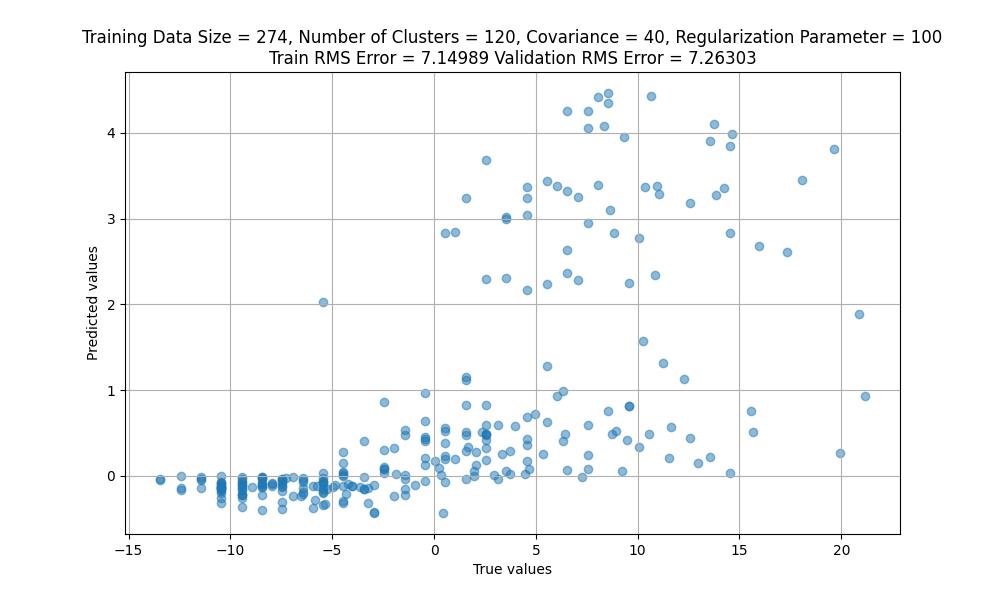 Training Data Size = 274, Number of Clusters = 120, Covariance = 40, Regularization Parameter = 100
Train RMS Error = 7.14989 Validation RMS Error = 7.26303
4
3
2
1
0
Predicted values
−15 −10 −5 0 5 10 15 20
True values